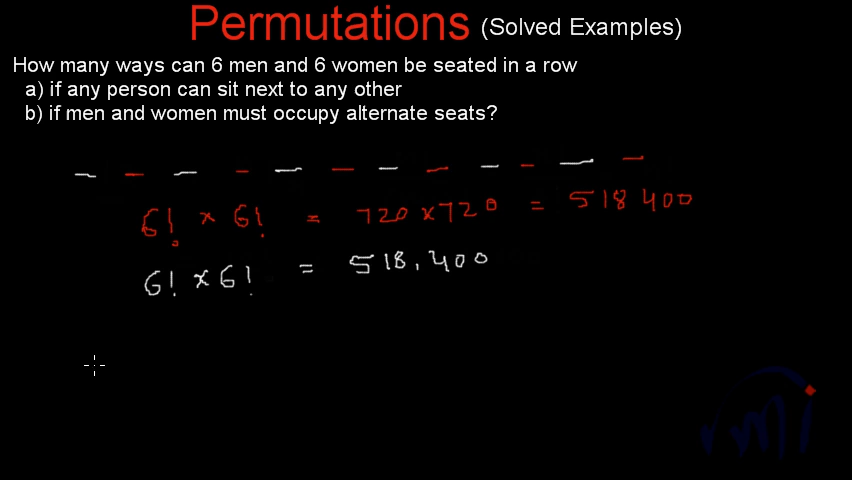 Permutations (Solved Examples)
How many ways can 6 men and 6 women be seated in a row
a) if any person can sit next to any other
b) if men and women must occupy alternate seats?
6! x 6! = 720 x 720 = 518400
6! x 6! = 518,400
rmi